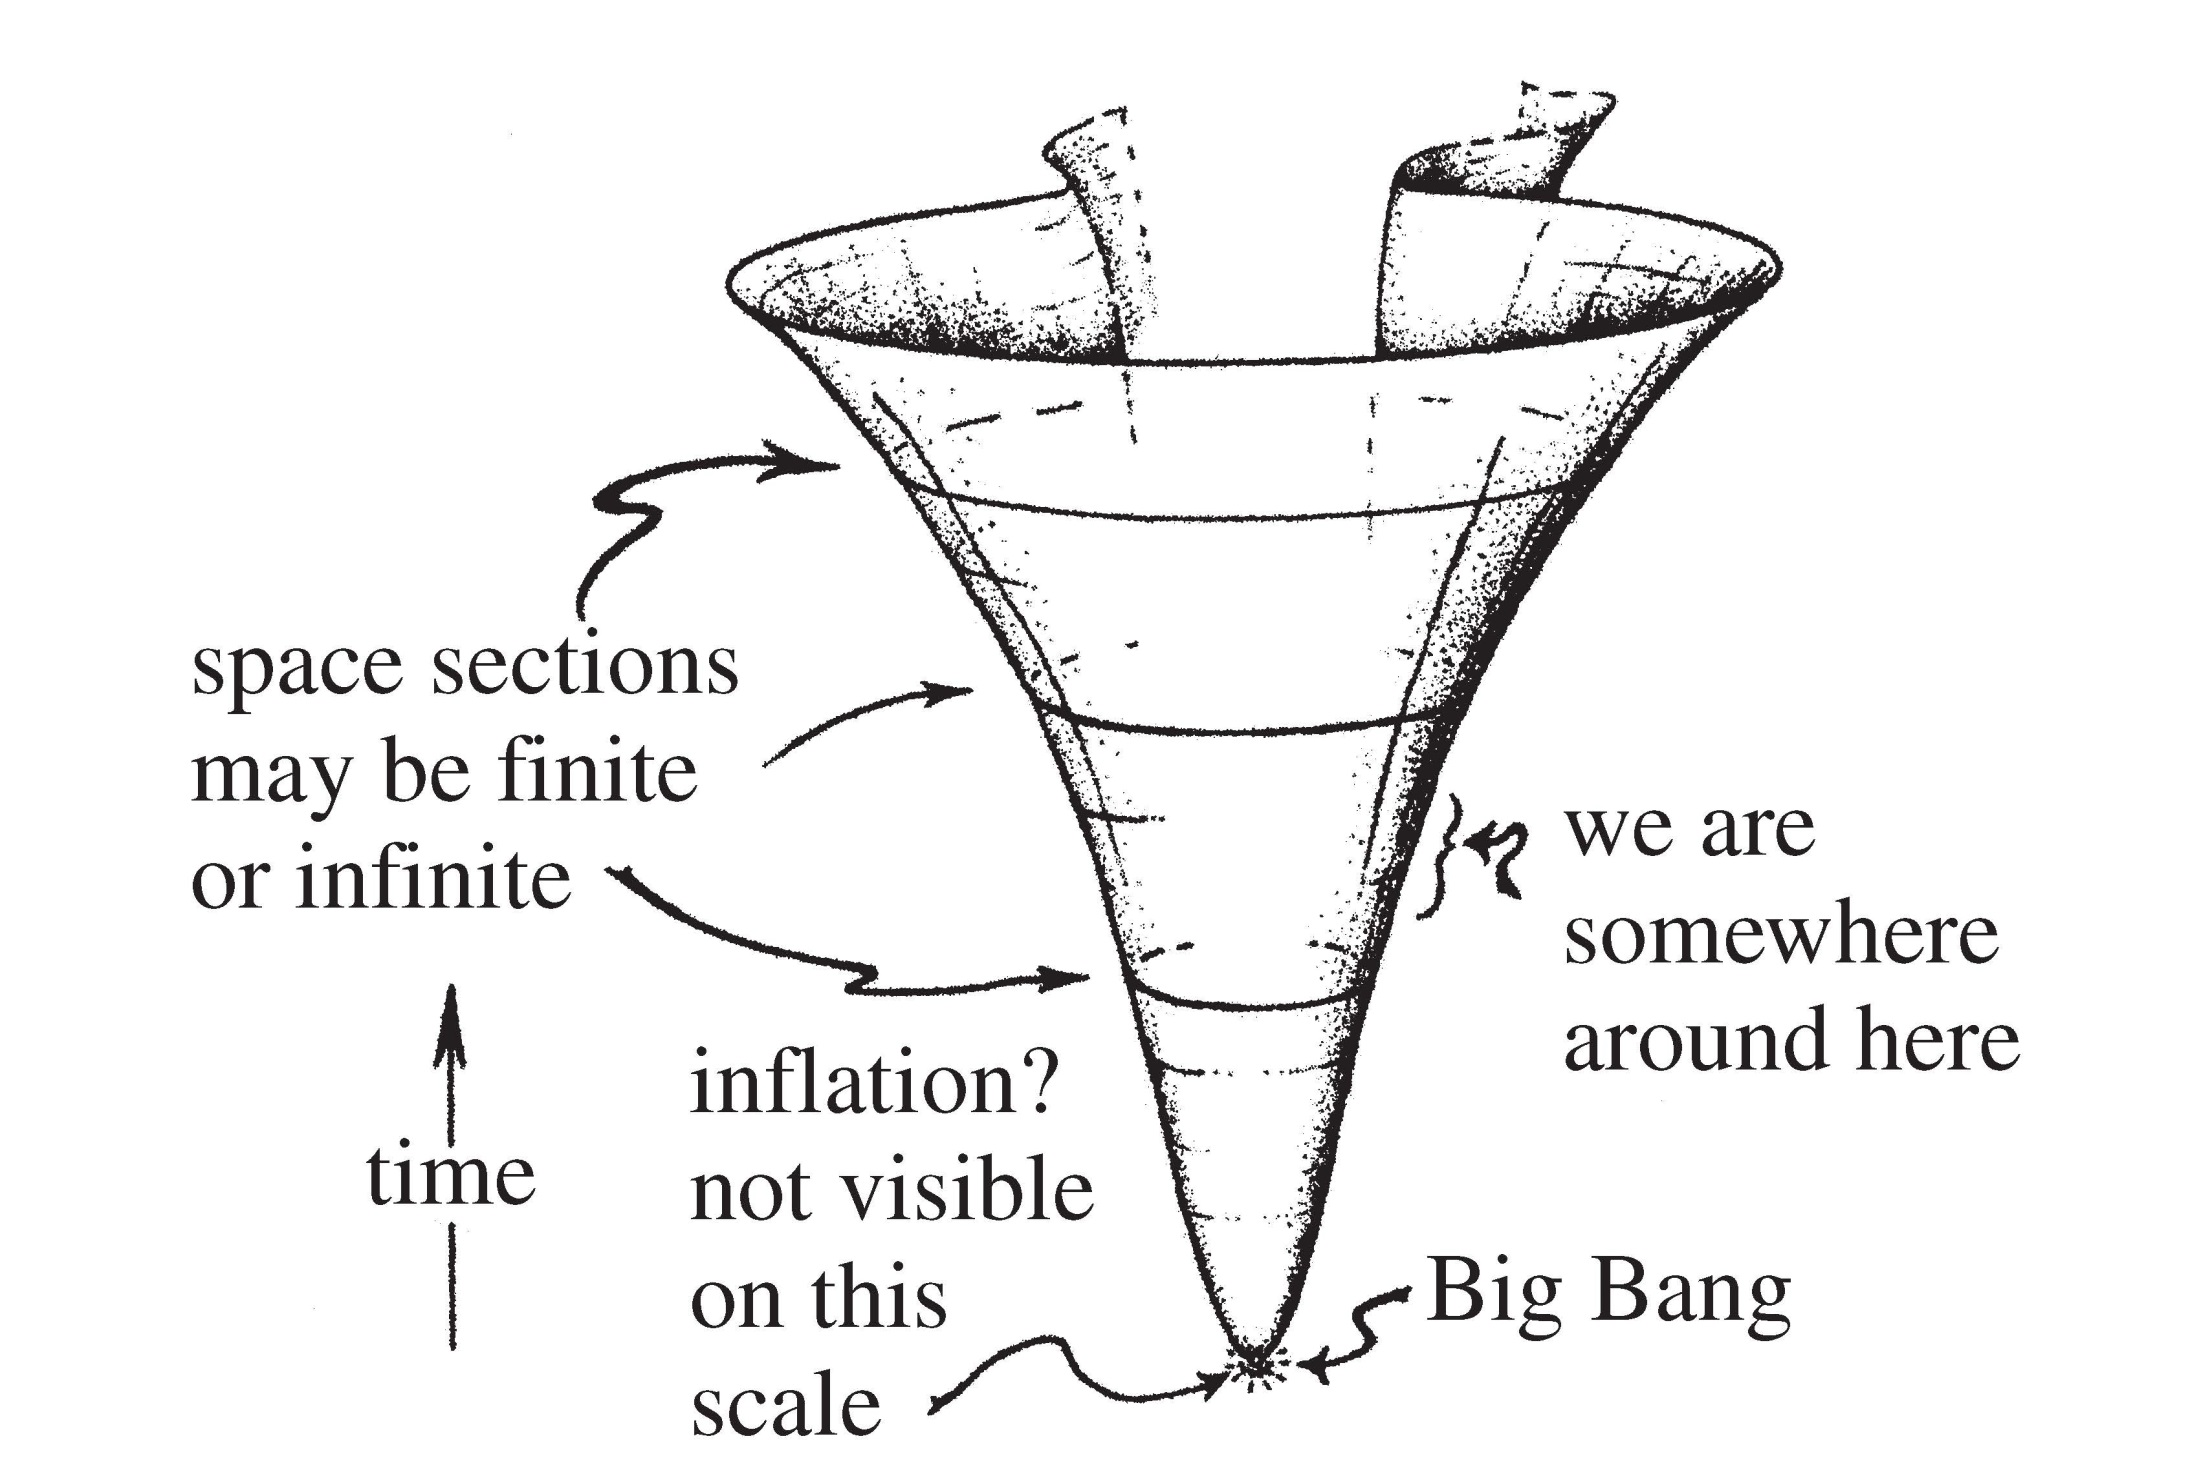 space sections
may be finite
or infinite
we are
somewhere
around here
time
inflation?
not visible
on this
scale
Big Bang